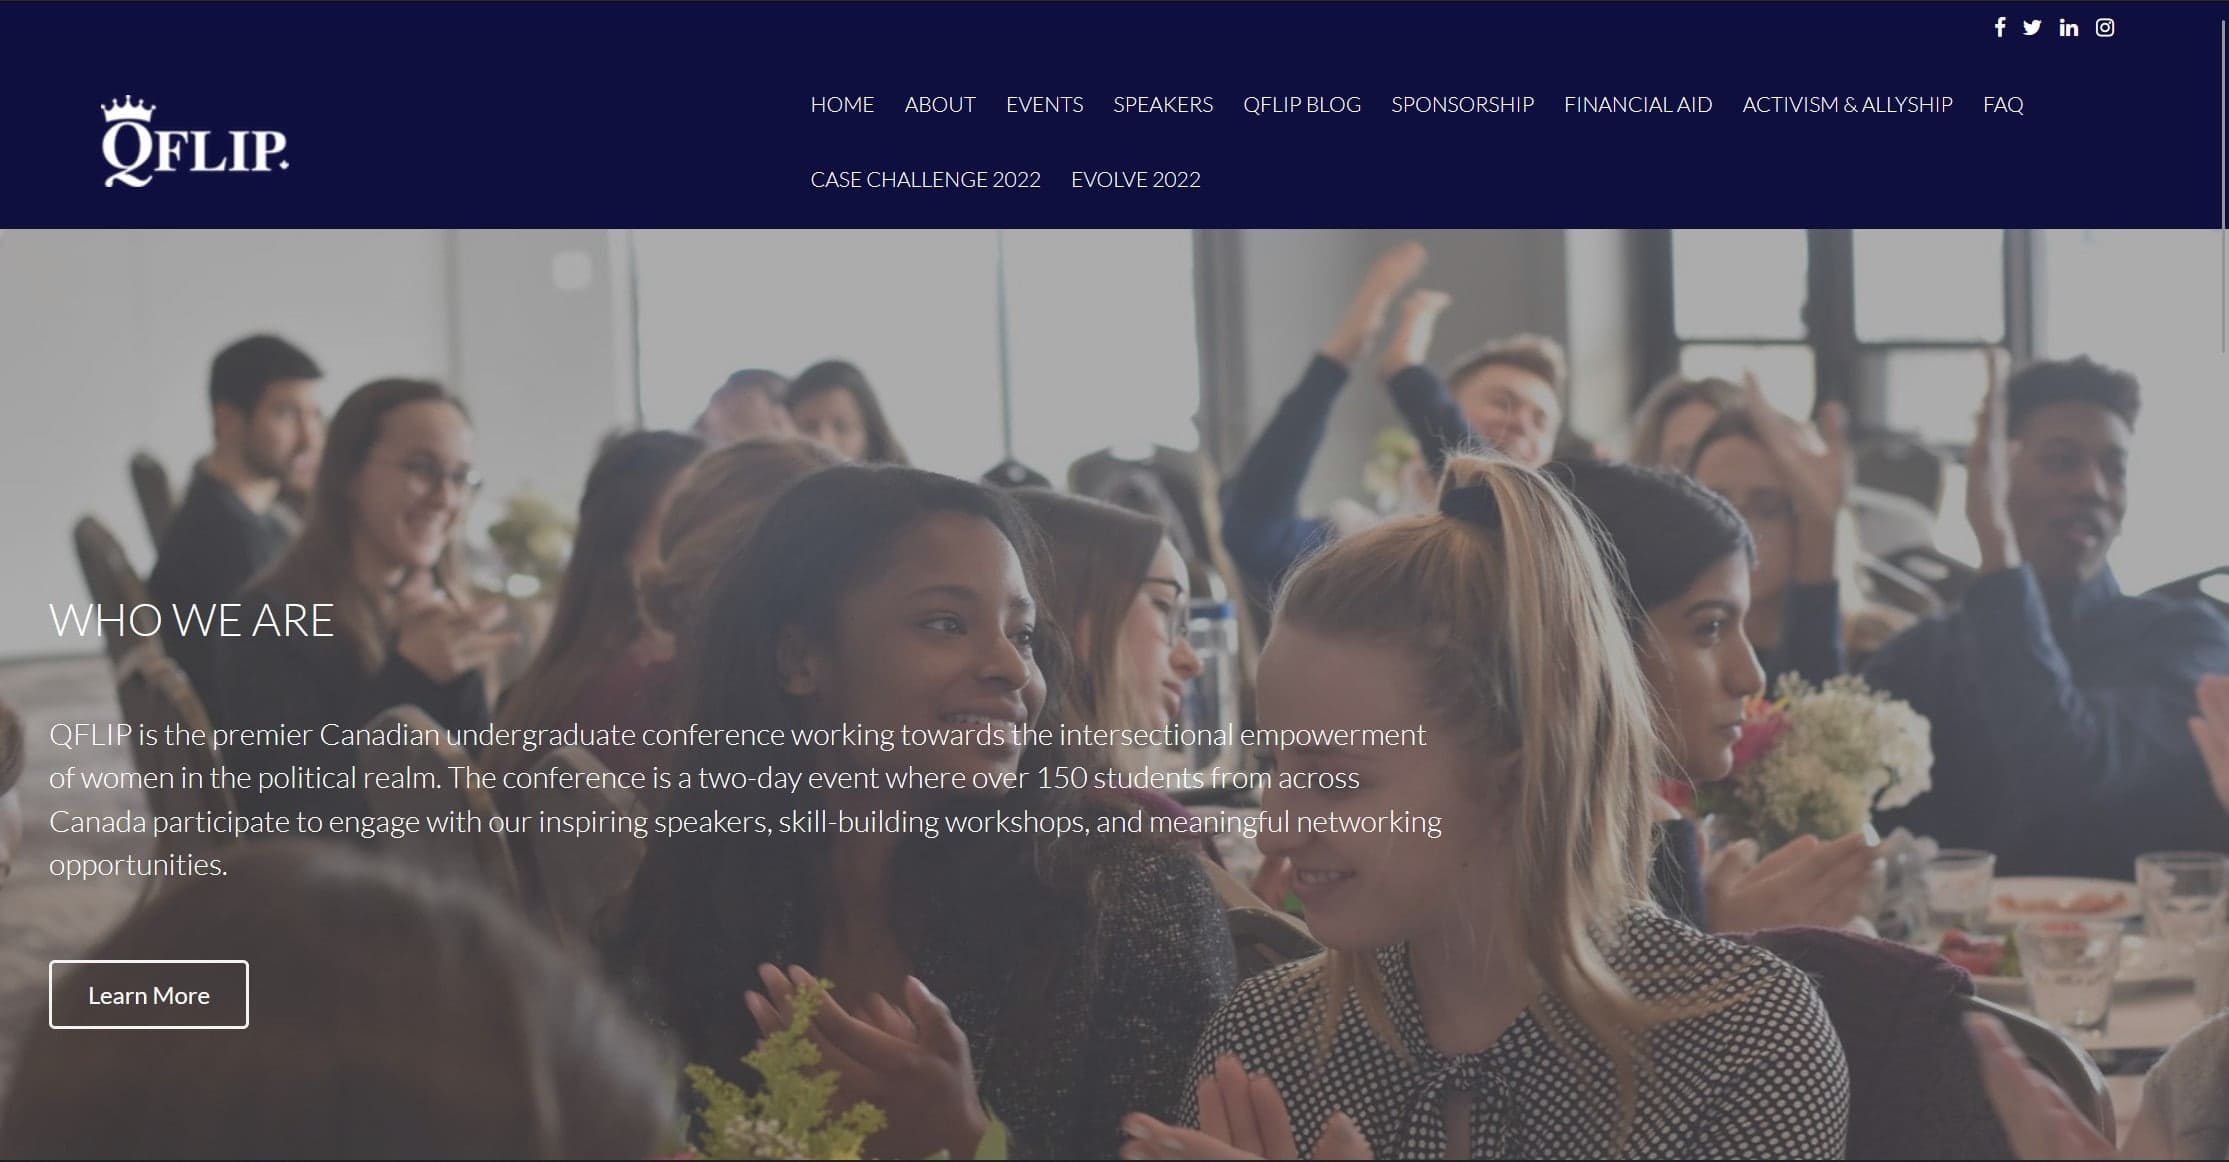 QFLIP.
HOME ABOUT EVENTS SPEAKERS QFLIP BLOG SPONSORSHIP FINANCIAL AID ACTIVISM & ALLYSHIP FAQ
CASE CHALLENGE 2022 EVOLVE 2022
WHO WE ARE
QFLIP is the premier Canadian undergraduate conference working towards the intersectional empowerment
of women in the political realm. The conference is a two-day event where over 150 students from across
Canada participate to engage with our inspiring speakers, skill-building workshops, and meaningful networking
opportunities.
Learn More